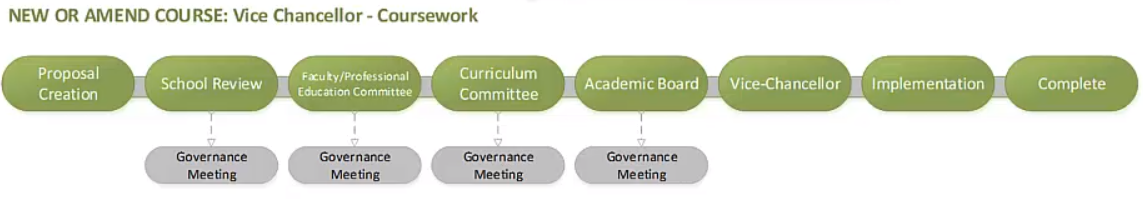 NEW OR AMEND COURSE: Vice Chancellor - Coursework
Proposal
Creation
School Review
Faculty/Professional
Education Committee
Curriculum
Committee
Academic Board
Vice-Chancellor
Implementation
Complete
Governance
Meeting
Governance
Meeting
Governance
Meeting
Governance
Meeting